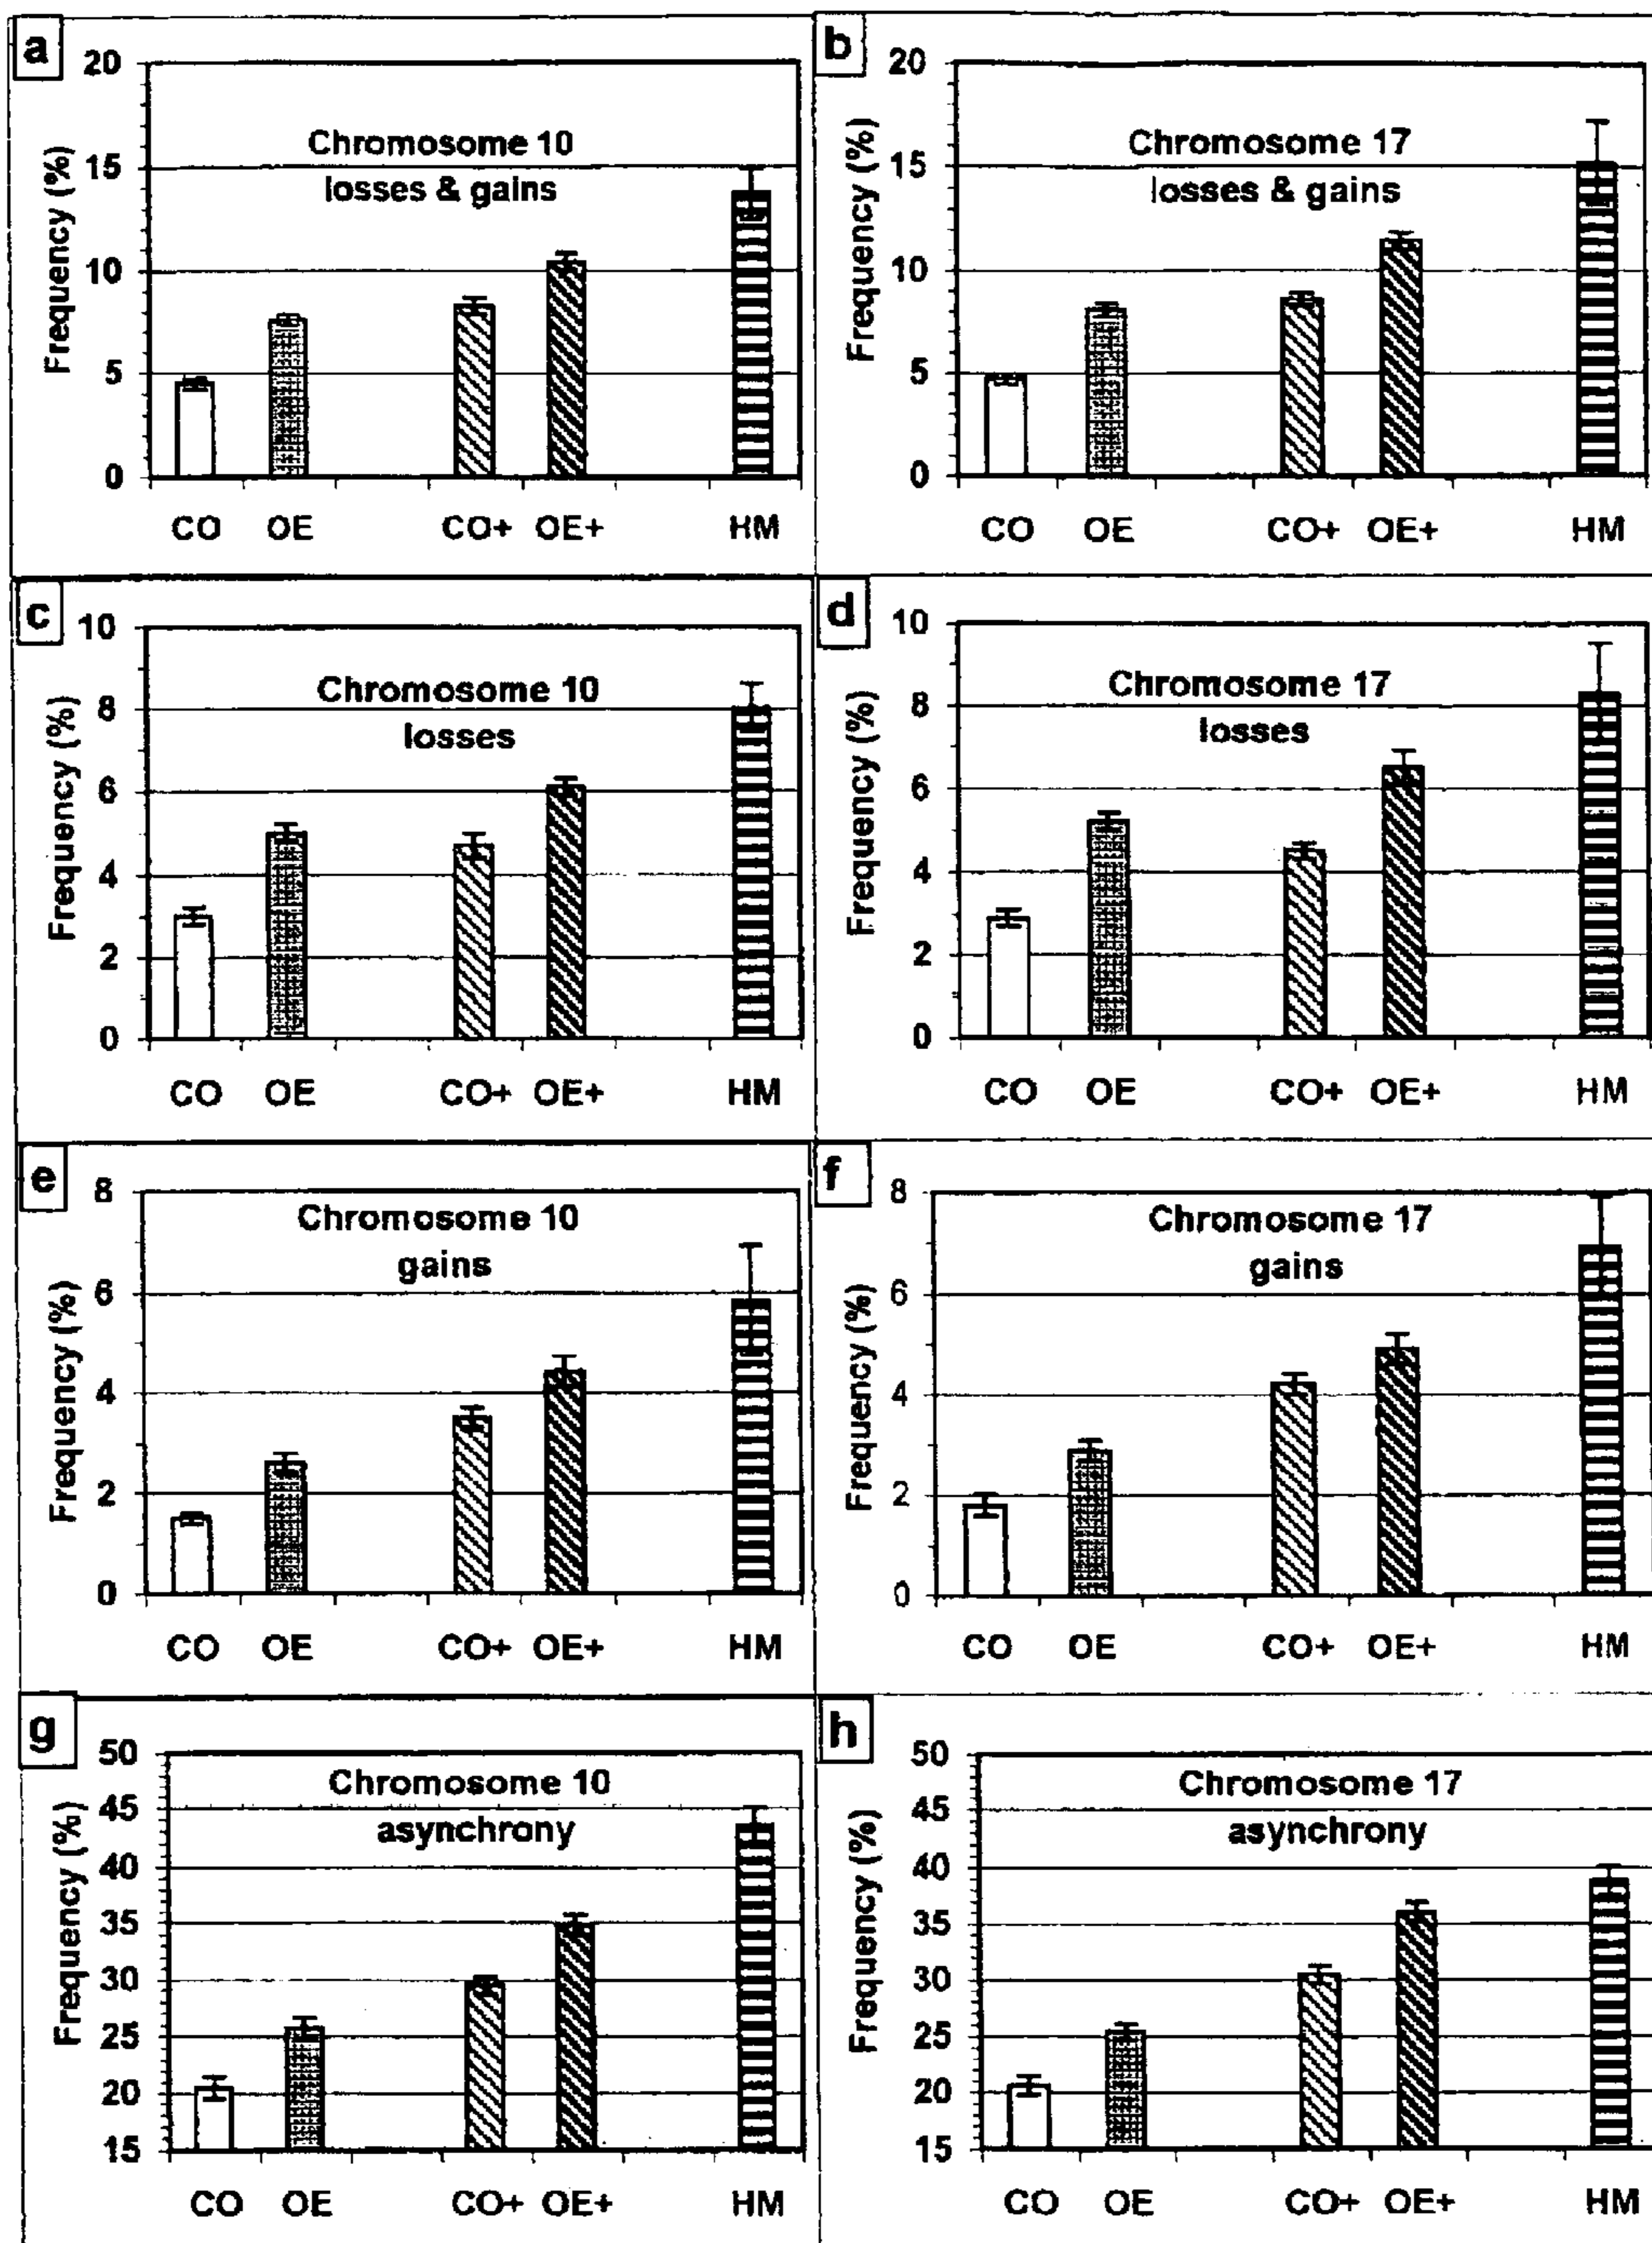 a
20
15
10
5
0
Frequency (%)
Chromosome 10
losses & gains
CO OE CO+ OE+ HM
b
20
15
10
5
0
Frequency (%)
Chromosome 17
losses & gains
CO OE CO+ OE+ HM
c
10
8
6
4
2
0
Frequency (%)
Chromosome 10
losses
CO OE CO+ OE+ HM
d
10
8
6
4
2
0
Frequency (%)
Chromosome 17
losses
CO OE CO+ OE+ HM
e
8
6
4
2
0
Frequency (%)
Chromosome 10
gains
CO OE CO+ OE+ HM
f
8
6
4
2
0
Frequency (%)
Chromosome 17
gains
CO OE CO+ OE+ HM
g
50
45
40
35
30
25
20
15
Frequency (%)
Chromosome 10
asynchrony
CO OE CO+ OE+ HM
h
50
45
40
35
30
25
20
15
Frequency (%)
Chromosome 17
asynchrony
CO OE CO+ OE+ HM